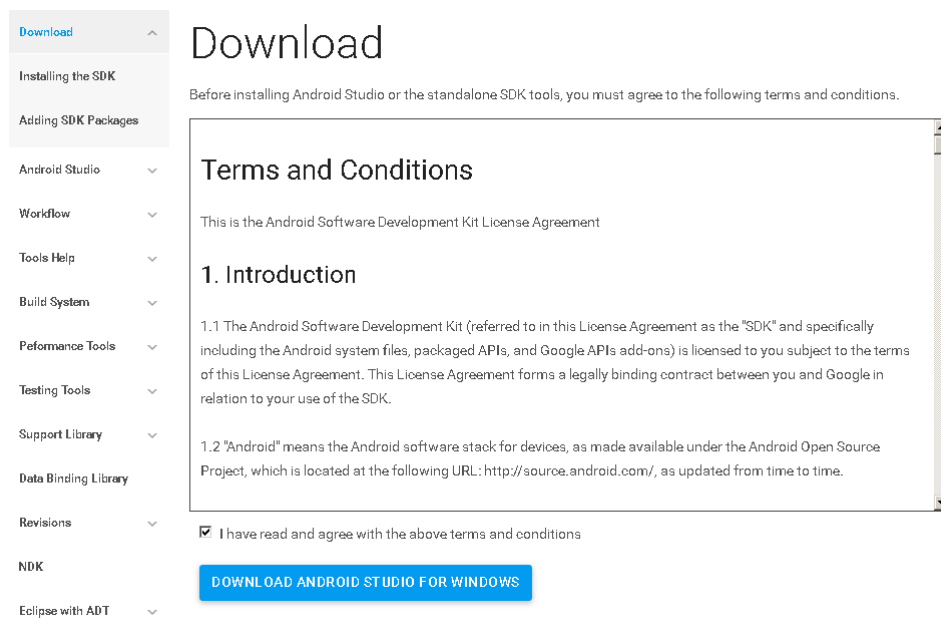 Download
Installing the SDK
Adding SDK Packages
Android Studio
Workflow
Tools Help
Build System
Peformance Tools
Testing Tools
Support Library
Data Binding Library
Revisions
NDK
Eclipse with ADT
Download
Before installing Android Studio or the standalone SDK tools, you must agree to the following terms and conditions.
Terms and Conditions
This is the Android Software Development Kit License Agreement
1. Introduction
1.1 The Android Software Development Kit (referred to in this License Agreement as the "SDK" and specifically
including the Android system files, packaged APIs, and Google APIs add-ons) is licensed to you subject to the terms
of this License Agreement. This License Agreement forms a legally binding contract between you and Google in
relation to your use of the SDK.
1.2 "Android" means the Android software stack for devices, as made available under the Android Open Source
Project, which is located at the following URL: http://source.android.com/, as updated from time to time.
I have read and agree with the above terms and conditions
DOWNLOAD ANDROID STUDIO FOR WINDOWS